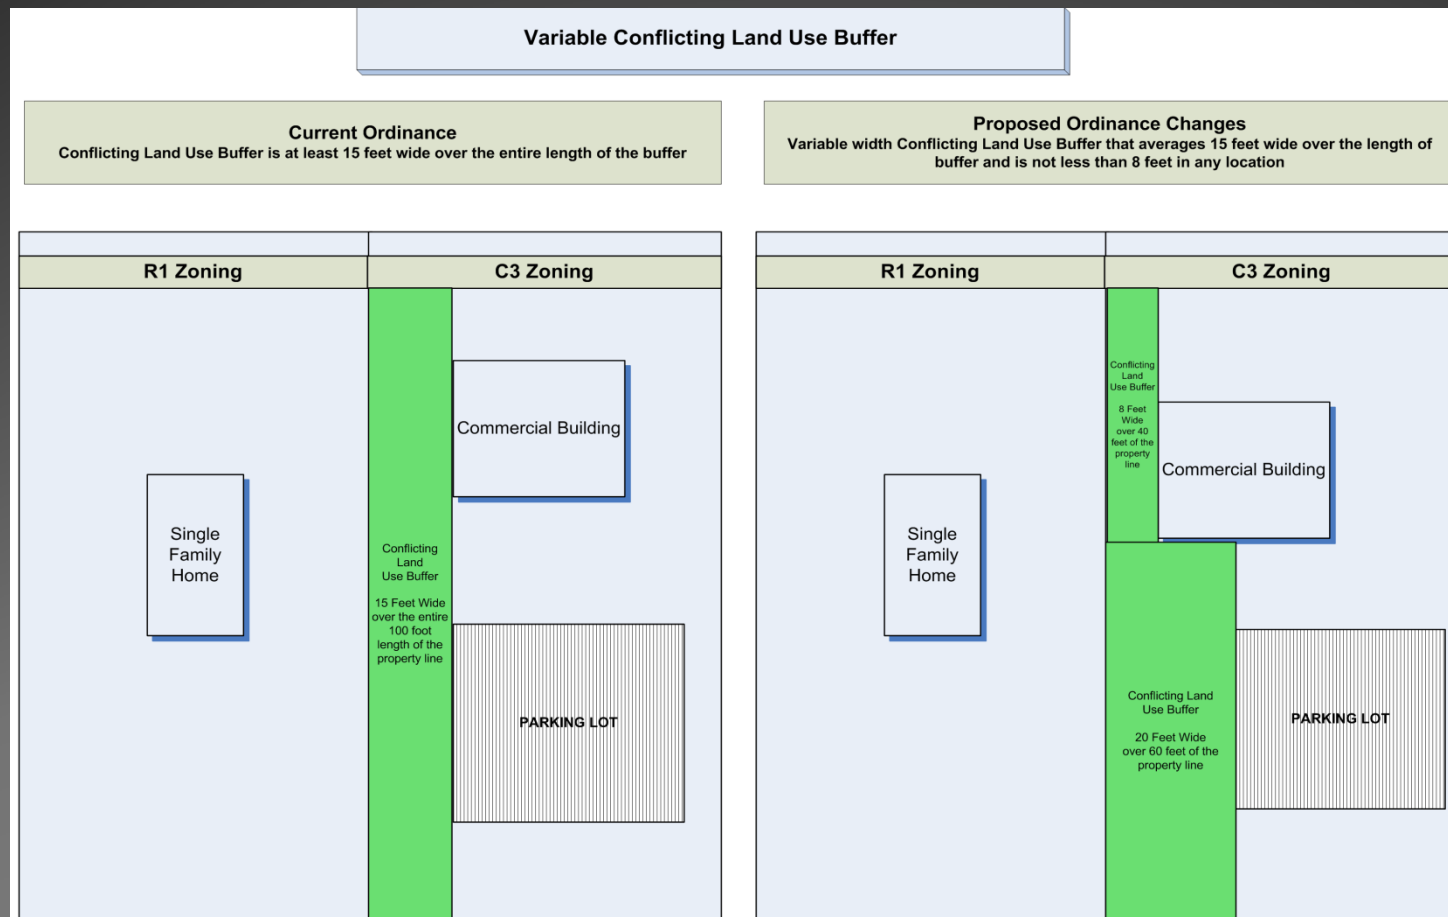 Variable Conflicting Land Use Buffer
Current Ordinance
Conflicting Land Use Buffer is at least 15 feet wide over the entire length of the buffer
Proposed Ordinance Changes
Variable width Conflicting Land Use Buffer that averages 15 feet wide over the length of
buffer and is not less than 8 feet in any location
R1 Zoning
C3 Zoning
Single
Family
Home
Conflicting
Land
Use Buffer
15 Feet Wide
over the entire
100 foot
length of the
property line
Commercial Building
PARKING LOT
R1 Zoning
C3 Zoning
Single
Family
Home
Conflicting
Land
Use Buffer
8 Feet
Wide
over 40
feet of the
property
line
Commercial Building
Conflicting Land
Use Buffer
20 Feet Wide
over 60 feet of the
property line
PARKING LOT